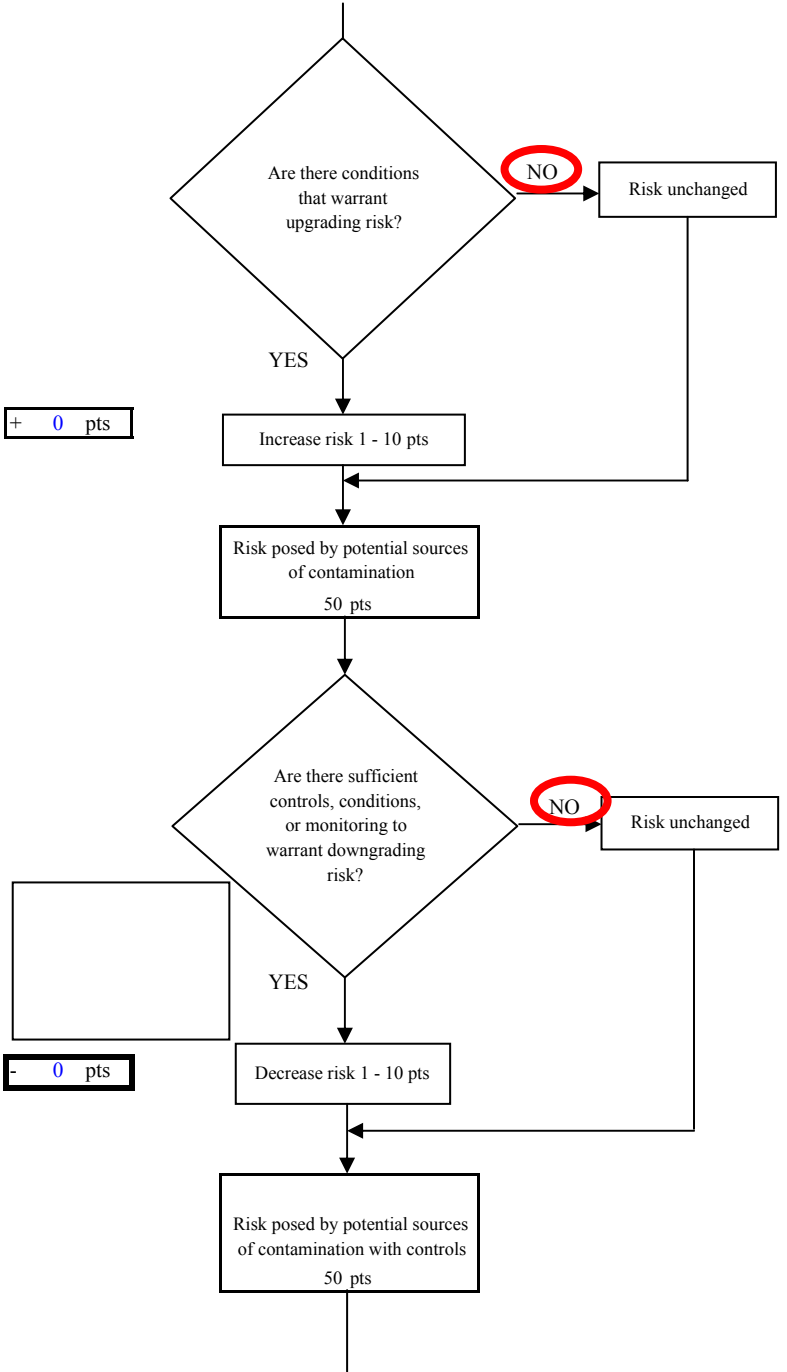 Are there conditions
that warrant
upgrading risk?
NO
Risk unchanged
YES
+ 0 pts
Increase risk 1 - 10 pts
Risk posed by potential sources
of contamination
50 pts
Are there sufficient
controls, conditions,
or monitoring to
warrant downgrading
risk?
NO
Risk unchanged
YES
- 0 pts
Decrease risk 1 - 10 pts
Risk posed by potential sources
of contamination with controls
50 pts